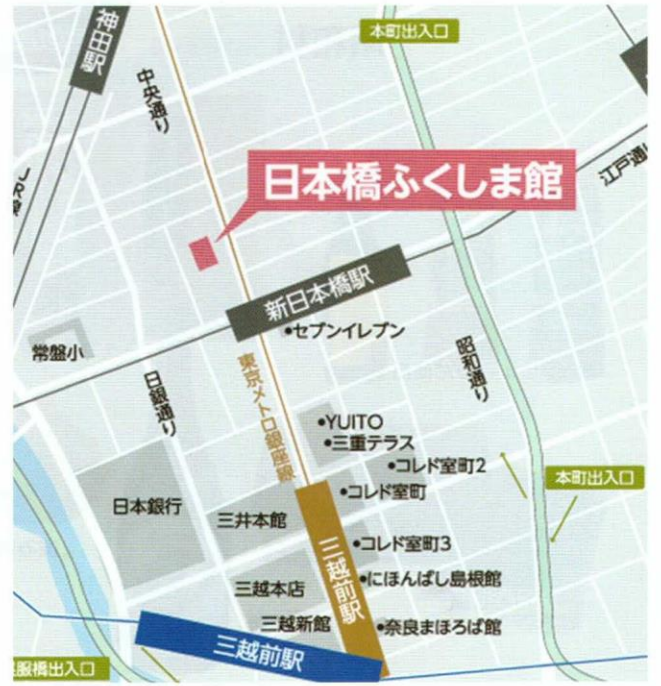 神田駅
中央通り
本町出入口
JR線
江戸通り
日本橋ふくしま館
新日本橋駅
セブンイレブン
常盤小
日銀通り
東京メトロ銀座線
昭和通り
•YUITO
•三重テラス
•コレド室町2
•コレド室町
本町出入口
日本銀行
三井本館
三越前駅
•コレド室町3
三越本店
•にほんばし島根館
三越新館
•奈良まほろば館
三越前駅
服橋出入口